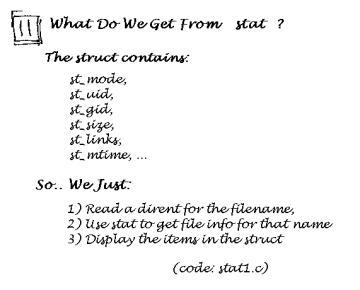 11 What Do We Get From stat ?
The struct contains:
st_mode,
st_uid,
st_gid,
st_size,
st_links,
st_mtime, ...
So.. We Just:
1) Read a dirent for the filename,
2) Use stat to get file info for that name
3) Display the items in the struct
(code: stat1.c)